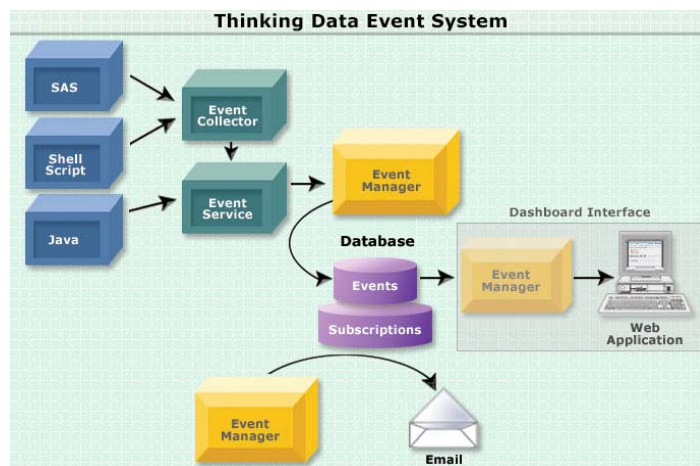 Thinking Data Event System
SAS
Shell
Script
Java
Event
Collector
Event
Service
Event
Manager
Database
Events
Subscriptions
Dashboard Interface
Event
Manager
Web
Application
Event
Manager
Email